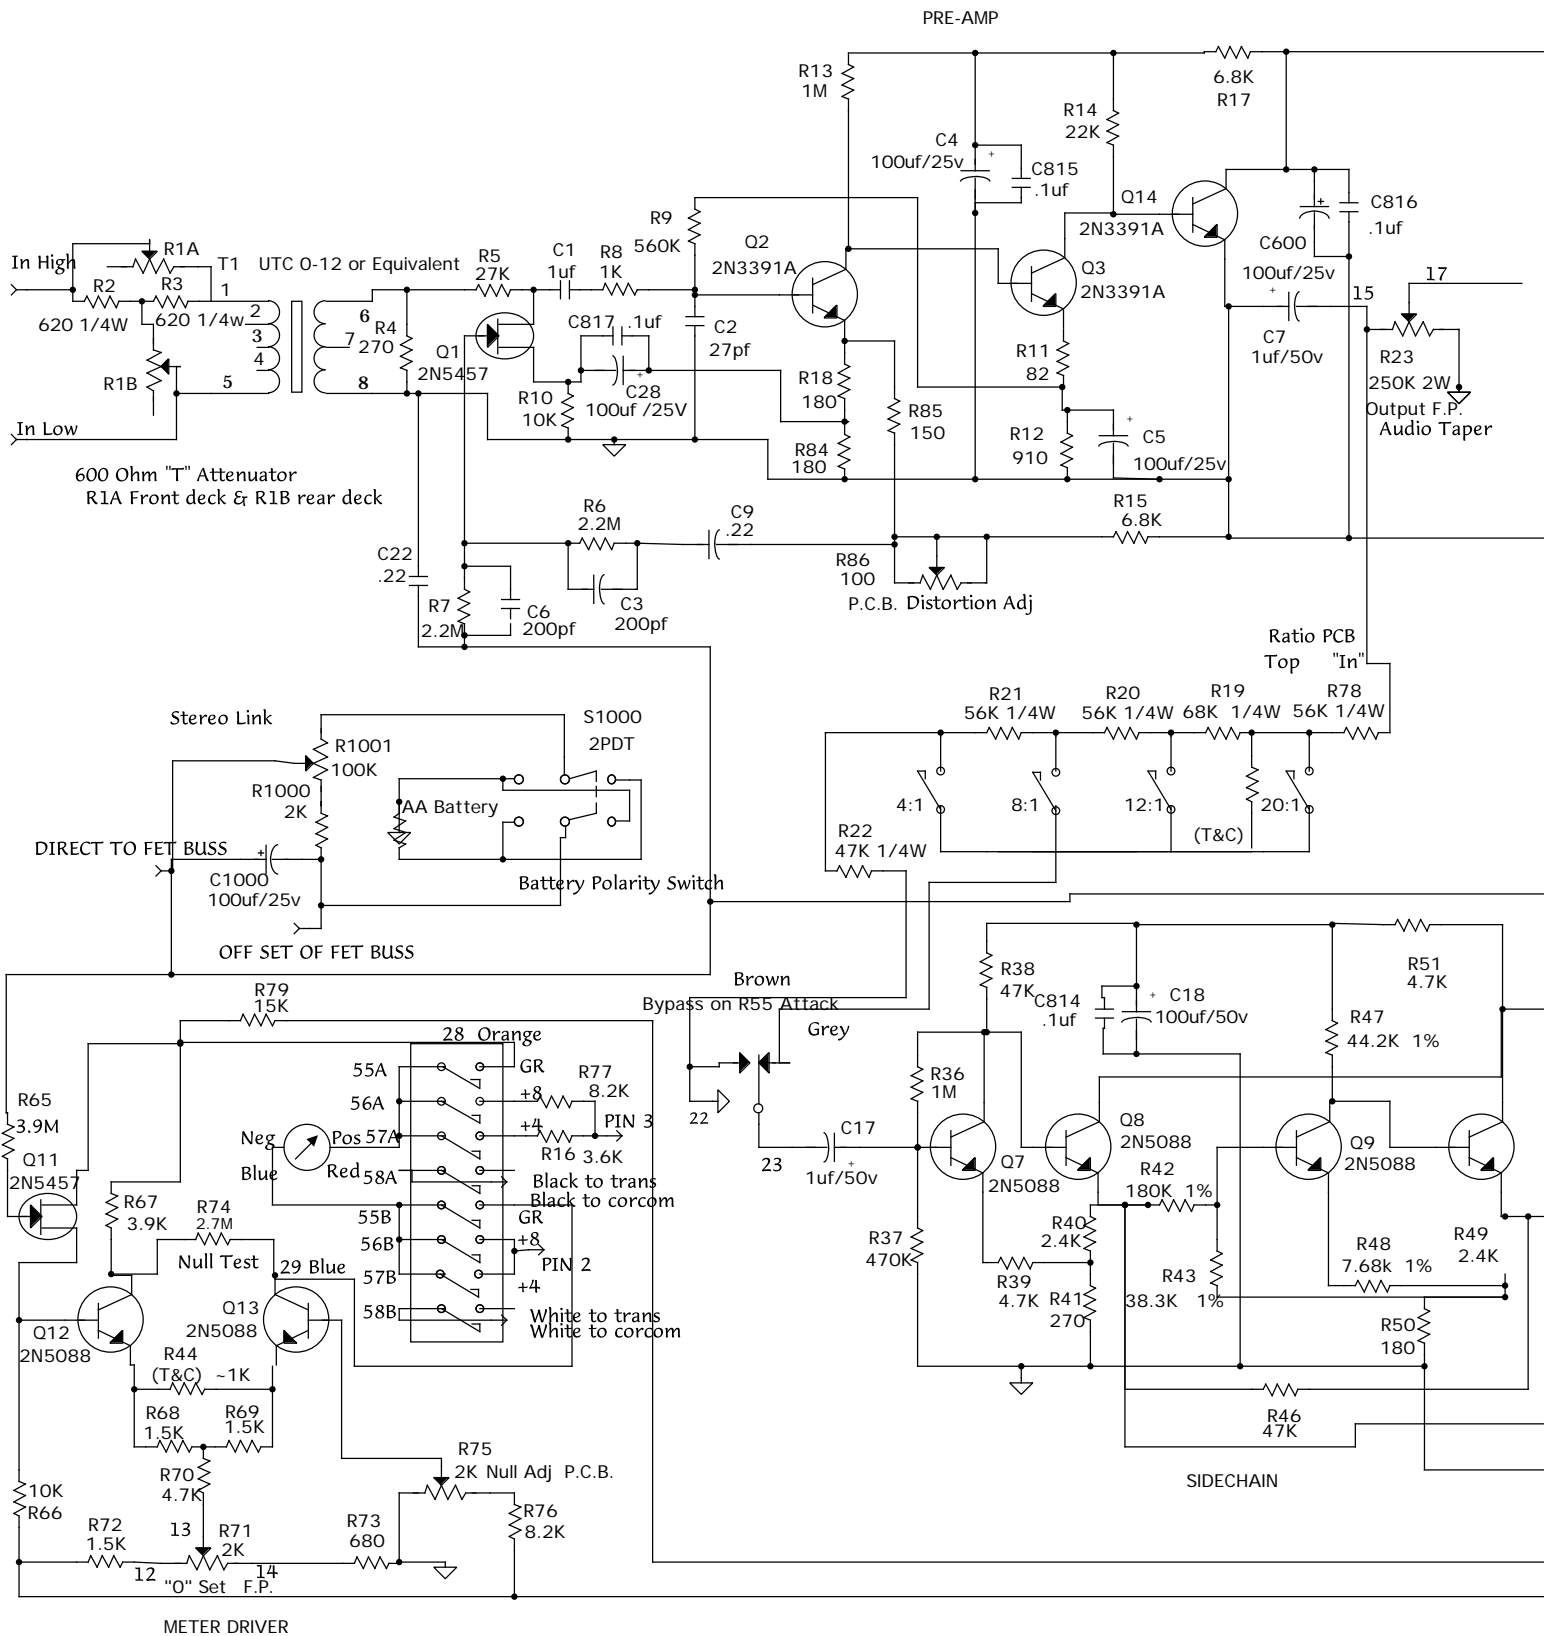 PRE-AMP
R13
1M
6.8K
R17
R14
22K
C4
100uf/25v
+
C815
.1uf
Q14
2N3391A
+
C816
.1uf
C600
100uf/25v
R9
560K
Q2
2N3391A
Q3
2N3391A
In High
R1A
T1
UTC O-12 or Equivalent
R5
27K
C1
1uf
R8
1K
R2
R3
1
620 1/4W
620 1/4w
2
3
4
5
6
7
8
R4
270
Q1
2N5457
C817
.1uf
C2
27pf
+
C28
100uf /25V
R10
10K
R1B
In Low
R18
180
R84
180
R85
150
R11
82
R12
910
+
C5
100uf/25v
+
C7
1uf/50v
15
17
R23
250K 2W
Output F.P.
Audio Taper
600 Ohm "T" Attenuator
R1A Front deck & R1B rear deck
R6
2.2M
C9
.22
R15
6.8K
C22
.22
R7
2.2M
C6
200pf
C3
200pf
R86
100
P.C.B. Distortion Adj
Ratio PCB
Top "In"
R21
56K 1/4W
R20
56K 1/4W
R19
68K 1/4W
R78
56K 1/4W
Stereo Link
S1000
2PDT
R1001
100K
R1000
2K
AA Battery
4:1
8:1
12:1
20:1
(T&C)
R22
47K 1/4W
DIRECT TO FET BUSS
+
C1000
100uf/25v
Battery Polarity Switch
OFF SET OF FET BUSS
R79
15K
Brown
Bypass on R55 Attack
Grey
22
23
R38
47K
C814
.1uf
+
C18
100uf/50v
R51
4.7K
R47
44.2K 1%
28 Orange
55A
56A
57A
58A
55B
56B
57B
58B
GR
+8
+4
R77
8.2K
PIN 3
R16
3.6K
Neg
Pos
Blue
Red
Black to trans
Black to corcom
GR
+8
PIN 2
+4
White to trans
White to corcom
R65
3.9M
Q11
2N5457
R67
3.9K
R74
2.7M
Null Test
29 Blue
Q12
2N5088
Q13
2N5088
R44
(T&C) ~1K
R68
1.5K
R69
1.5K
R70
4.7K
C17
+
1uf/50v
R36
1M
R37
470K
Q7
2N5088
Q8
2N5088
R42
180K 1%
Q9
2N5088
R40
2.4K
R39
4.7K
R41
270
R43
38.3K 1%
R48
7.68k 1%
R49
2.4K
R50
180
R46
47K
SIDECHAIN
R75
2K Null Adj P.C.B.
R76
8.2K
10K
R66
R72
1.5K
13
R71
2K
12
14
"O" Set F.P.
R73
680
METER DRIVER